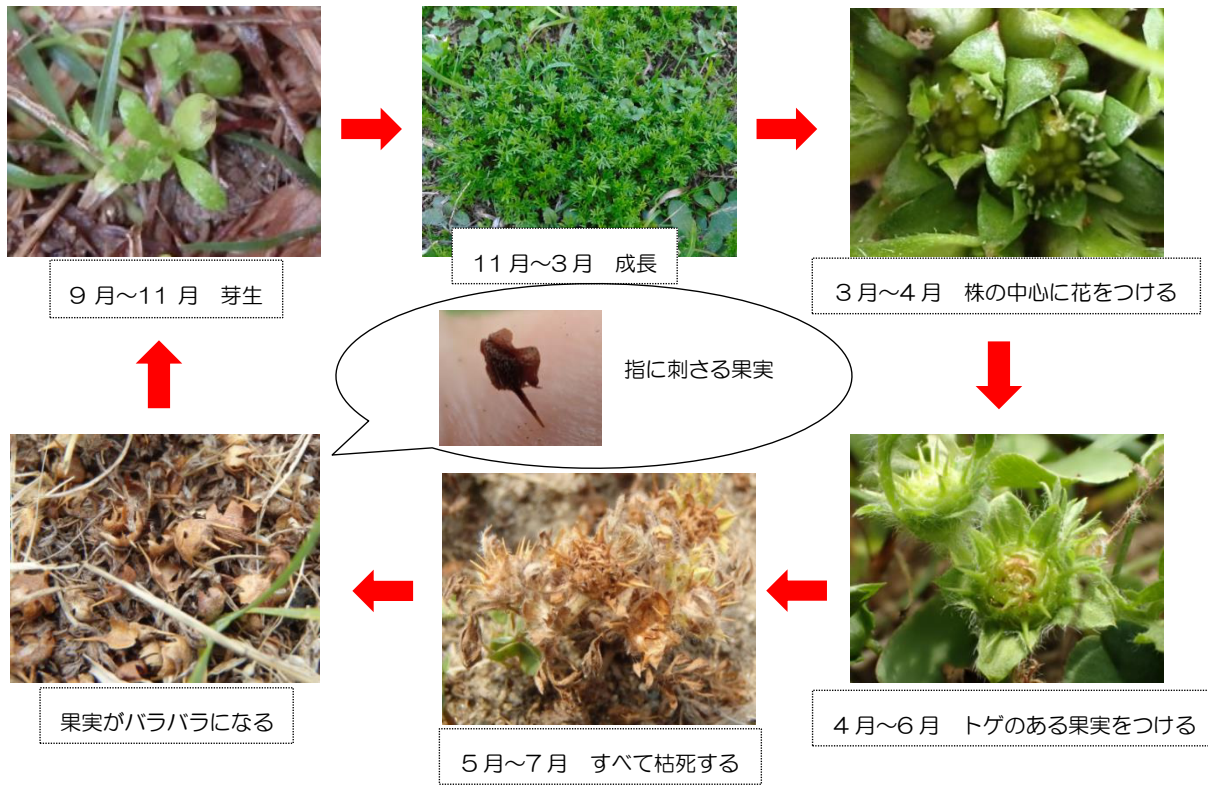 9月~11月　芽生
11月~3月　成長
3月~4月　株の中心に花をつける
指に刺さる果実
果実がバラバラになる
5月~7月　すべて枯死する
4月~6月　トゲのある果実をつける